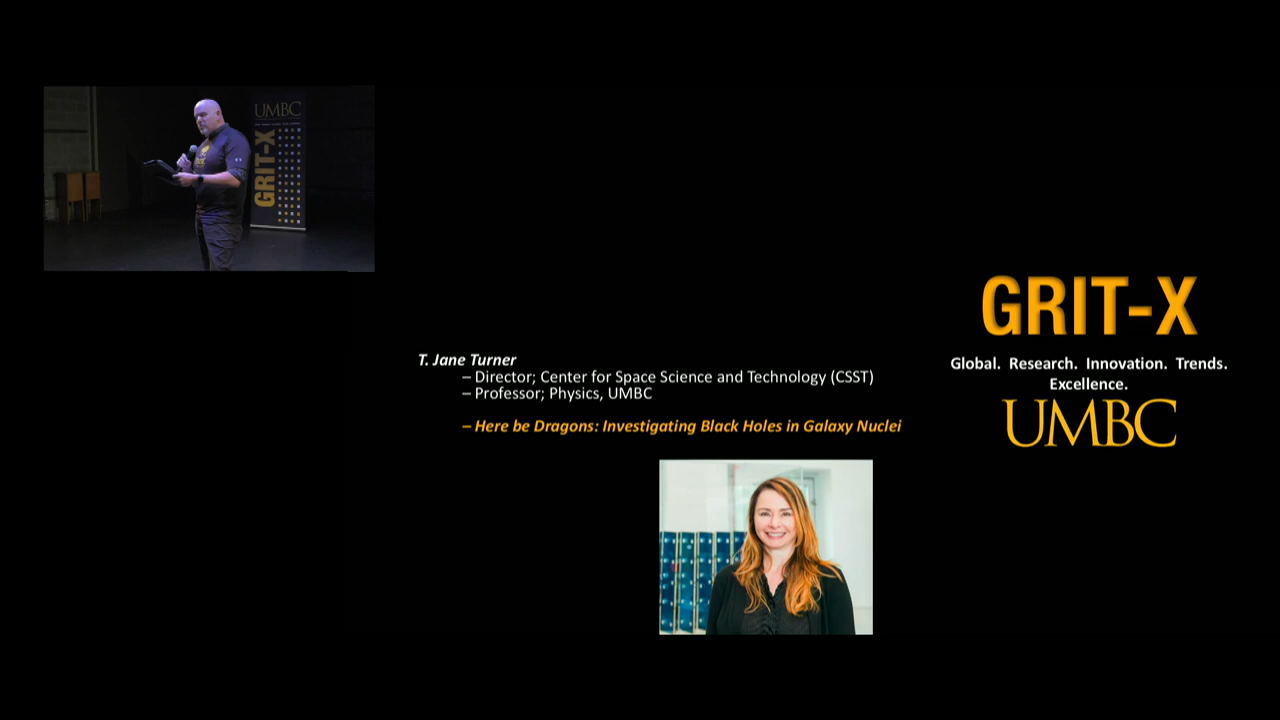 UMBC
GRIT-X
T. Jane Turner
– Director; Center for Space Science and Technology (CSST)
– Professor; Physics, UMBC
– Here be Dragons: Investigating Black Holes in Galaxy Nuclei
GRIT-X
Global. Research. Innovation. Trends.
Excellence.
UMBC